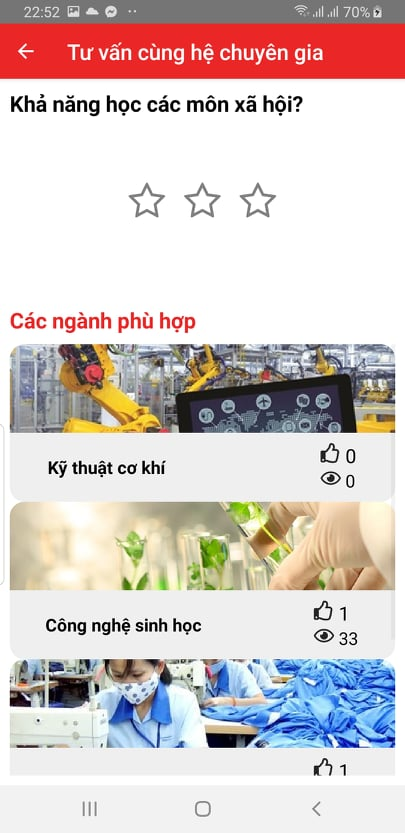 22:52
70%
Tư vấn cùng hệ chuyên gia
Khả năng học các môn xã hội?
Các ngành phù hợp
Kỹ thuật cơ khí
0
0
Công nghệ sinh học
1
33
1